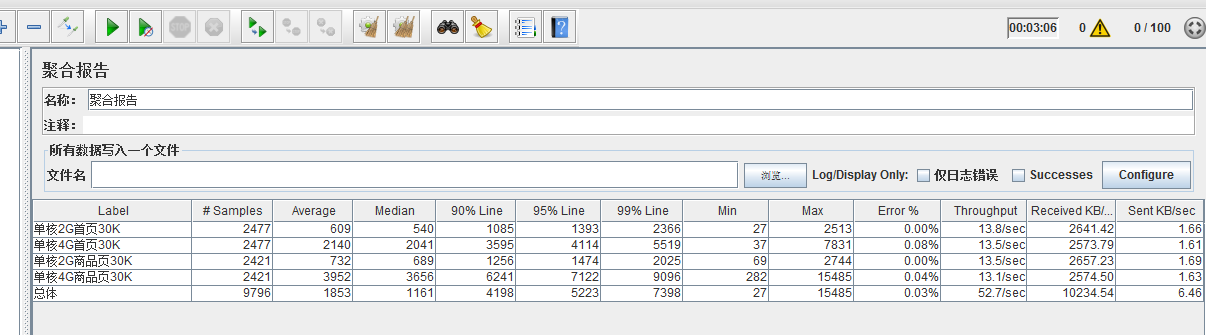 STOP
00:03:06 0 0 / 100
聚合报告
名称： 聚合报告
注释：
所有数据写入一个文件
文件名 浏览... Log/Display Only: 仅日志错误 Successes Configure
Label # Samples Average Median 90% Line 95% Line 99% Line Min Max Error % Throughput Received KB/... Sent KB/sec
单核2G首页30K 2477 609 540 1085 1393 2366 27 2513 0.00% 13.8/sec 2641.42 1.66
单核4G首页30K 2477 2140 2041 3595 4114 5519 37 7831 0.08% 13.5/sec 2573.79 1.61
单核2G商品页30K 2421 732 689 1256 1474 2025 69 2744 0.00% 13.5/sec 2657.23 1.69
单核4G商品页30K 2421 3952 3656 6241 7122 9096 282 15485 0.04% 13.1/sec 2574.50 1.63
总体 9796 1853 1161 4198 5223 7398 27 15485 0.03% 52.7/sec 10234.54 6.46